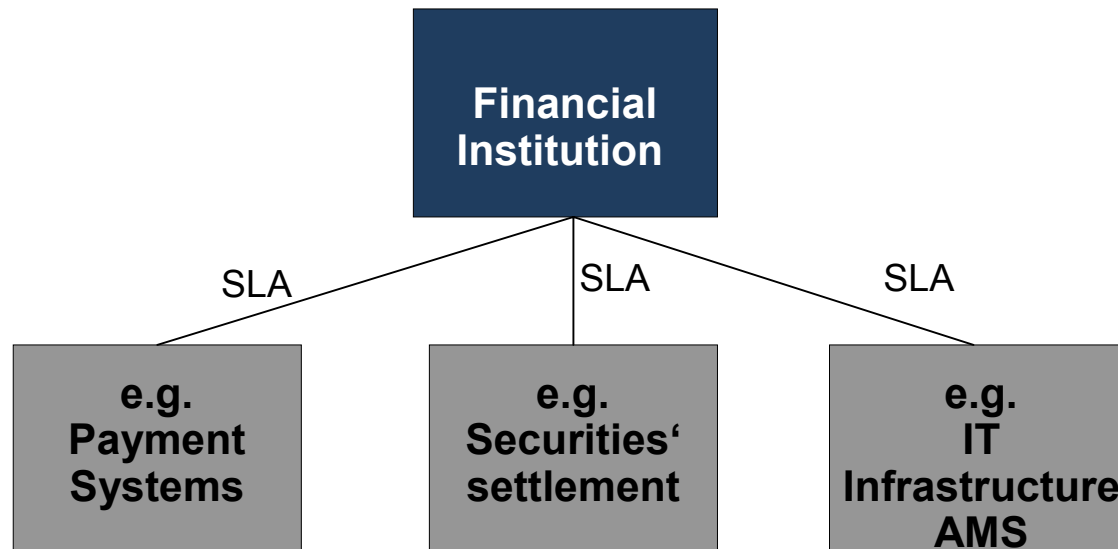 Financial
Institution
SLA
SLA
SLA
e.g.
Payment
Systems
e.g.
Securities‘
settlement
e.g.
IT
Infrastructure
AMS